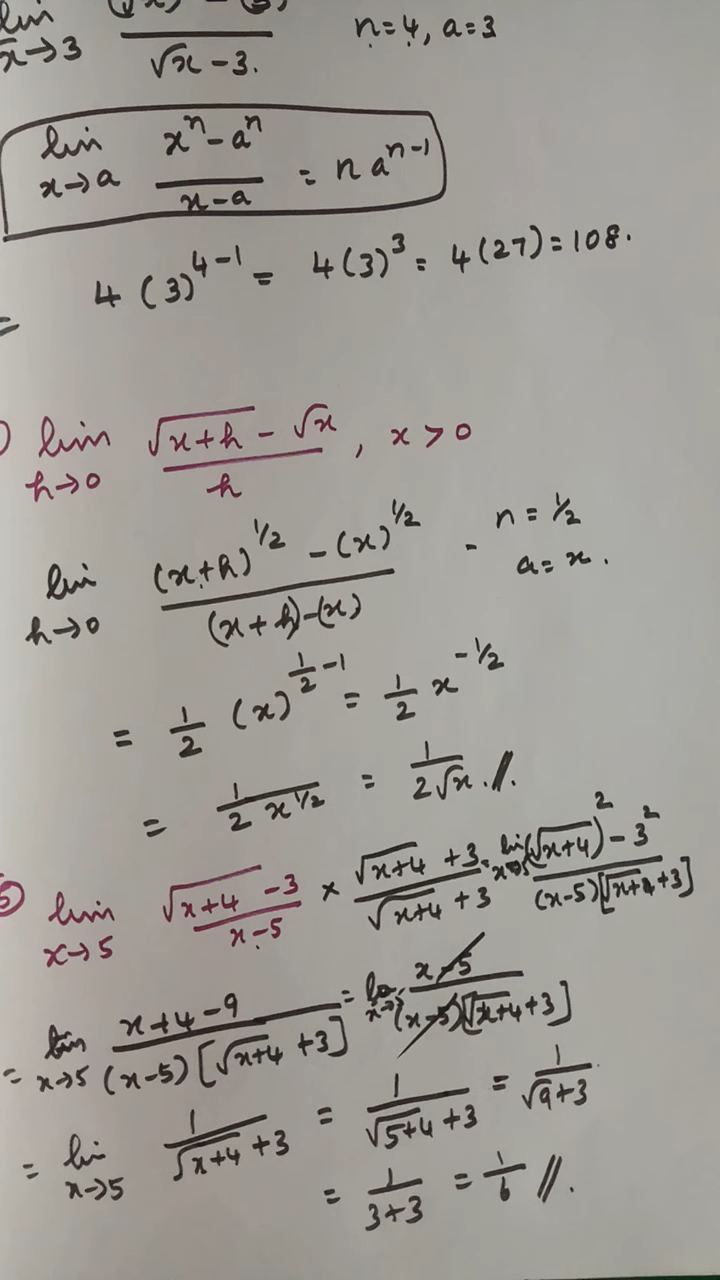 lim x→3 / √x - 3. n=4, a=3
lim x→a (xⁿ - aⁿ)/(x-a) = n aⁿ⁻¹
= 4(3)⁴⁻¹ = 4(3)³ = 4(27) = 108.
) lim h→0 (√(x+h) - √x)/h , x > 0
lim h→0 ((x+h)^(1/2) - (x)^(1/2))/((x+h)-(x)) - n = 1/2
a = x.
= 1/2 (x)^(1/2 - 1) = 1/2 x^(-1/2)
= 1/(2 x^(1/2)) = 1/(2√x) .//.
5) lim x→5 (√(x+4) - 3)/(x-5) × (√(x+4) + 3)/(√(x+4) + 3) = lim x→5 ((√(x+4))² - 3²)/((x-5)[√(x+4) + 3])
= lim x→5 (x+4-9)/((x-5)[√(x+4) + 3]) = lim x→5 (x-5)/((x-5)[√(x+4) + 3])
= lim x→5 1/(√(x+4) + 3) = 1/(√(5+4) + 3) = 1/(√9+3)
= 1/(3+3) = 1/6 //.